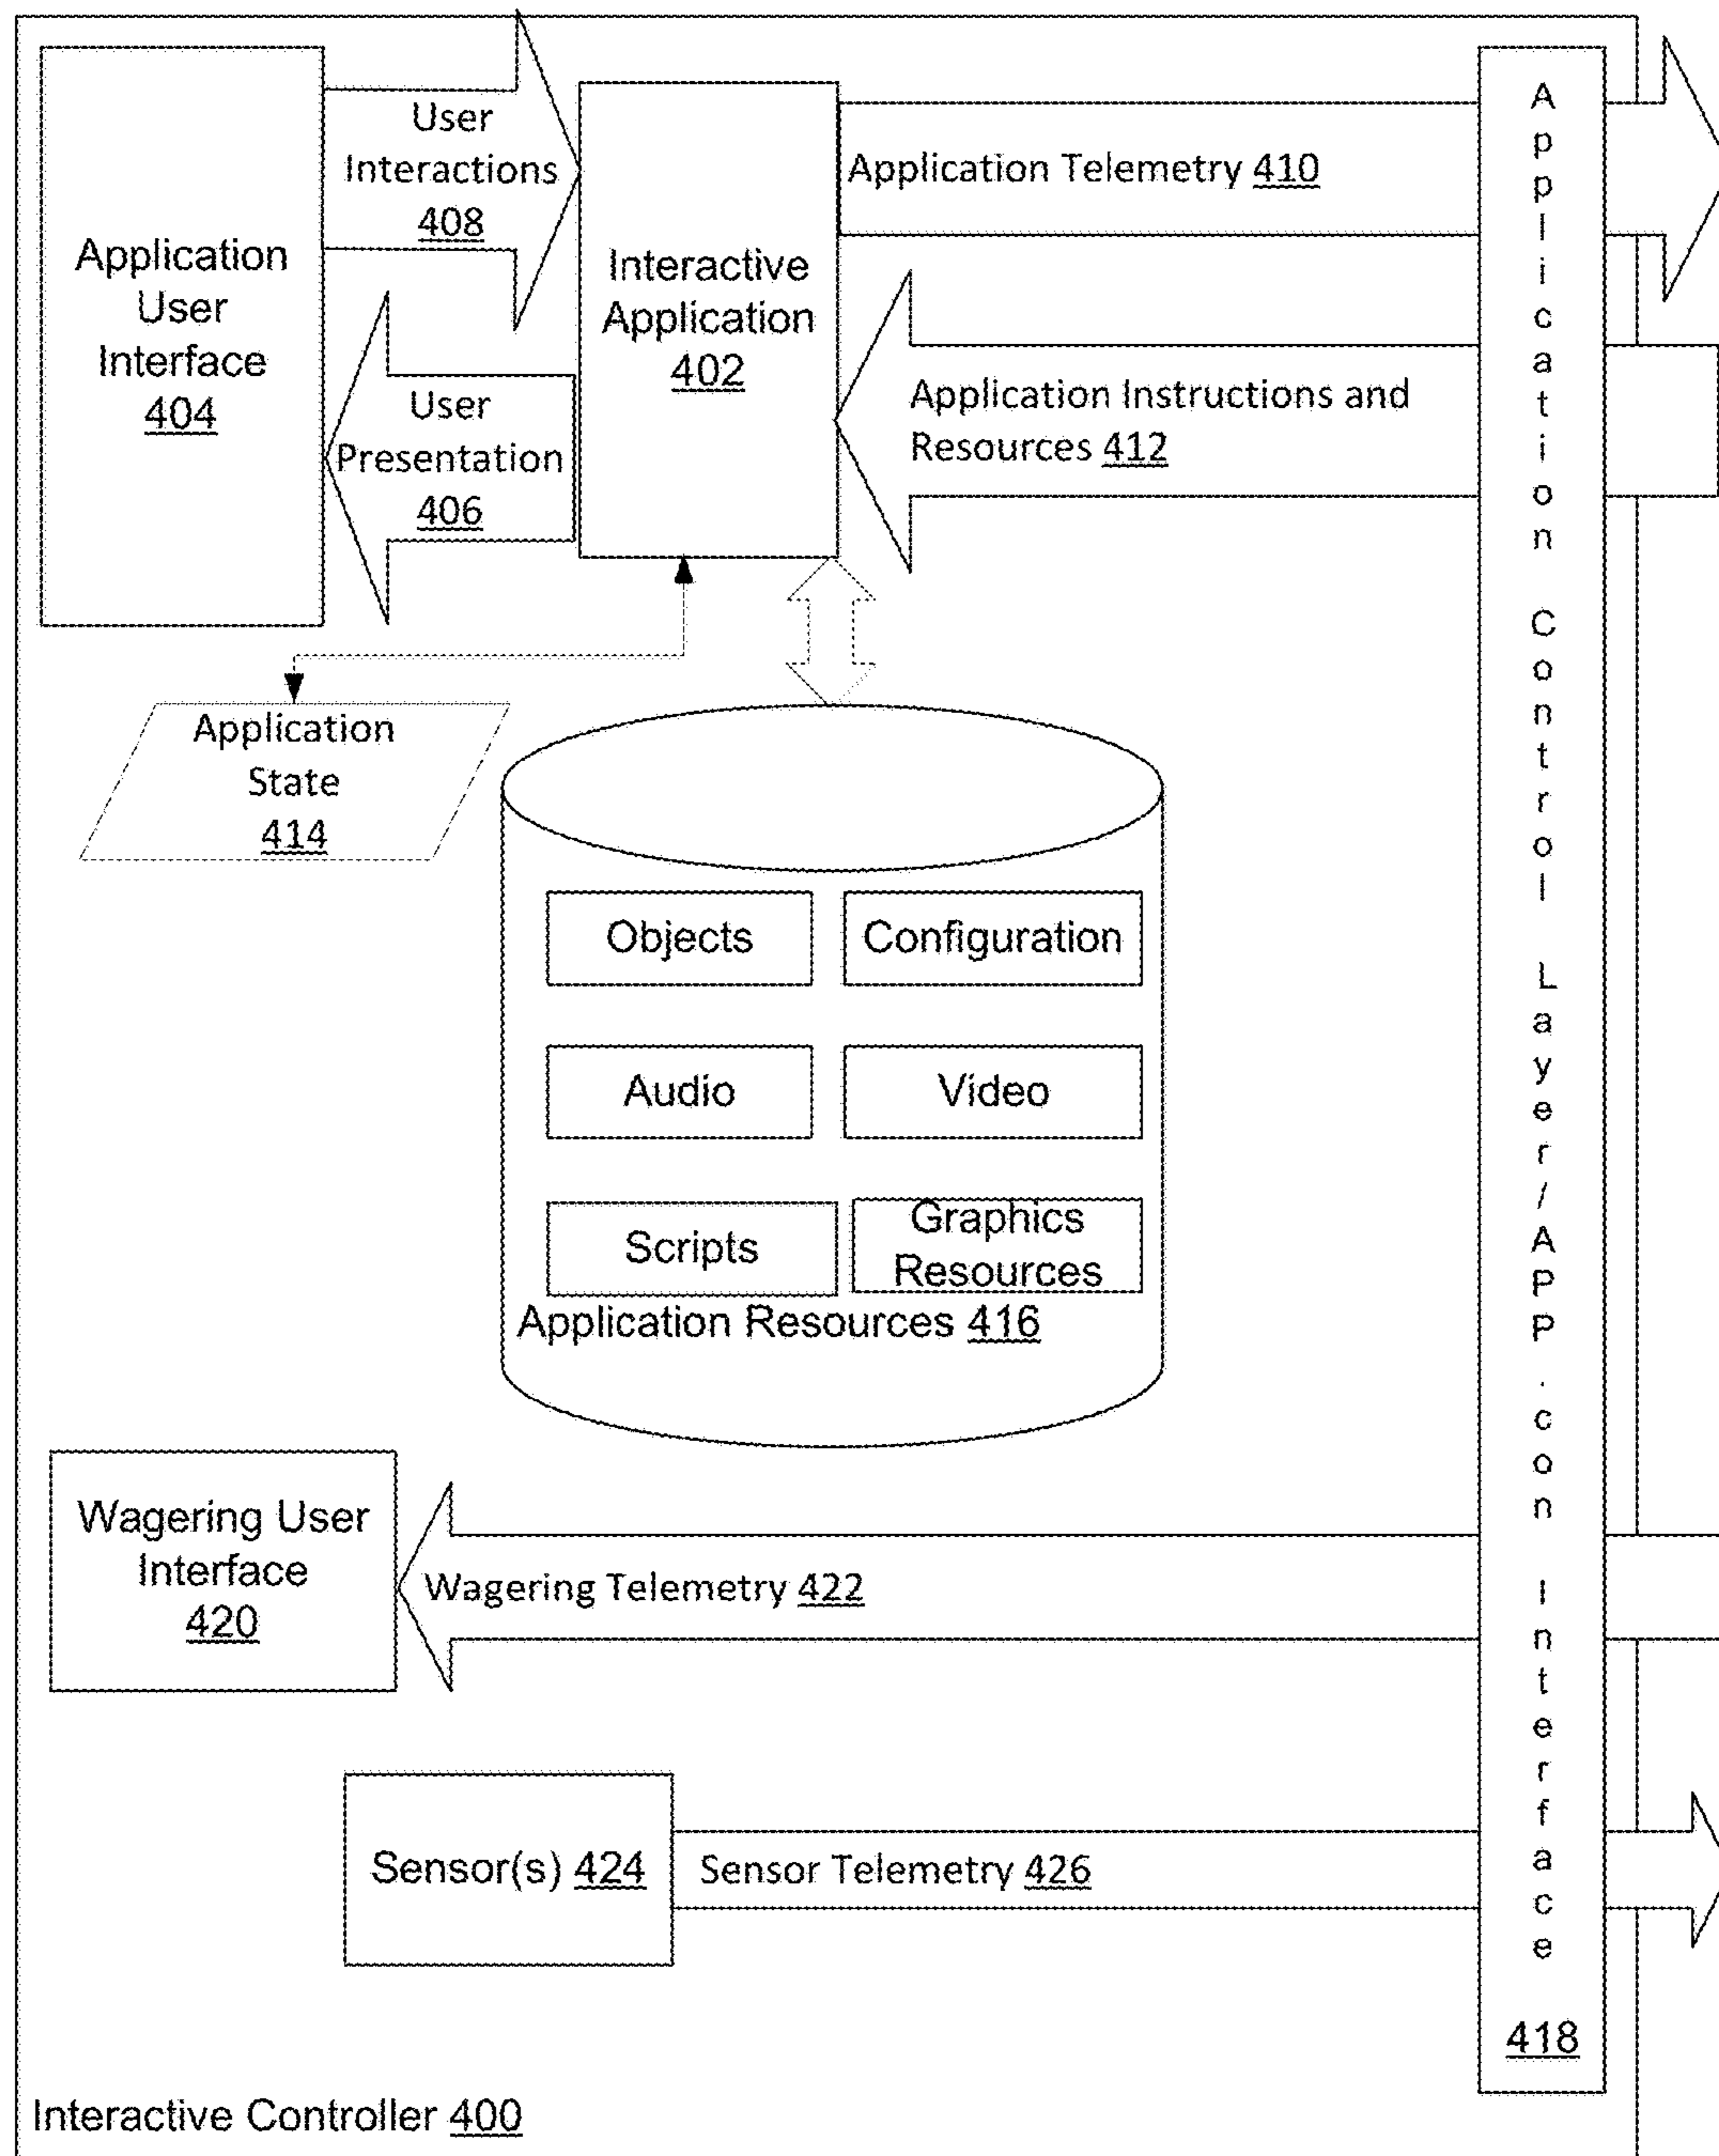 User
Interactions
408
Application
User
Interface
404
Interactive
Application
402
User
Presentation
406
Application Telemetry 410
Application Instructions and
Resources 412
Application
State
414
Objects
Configuration
Audio
Video
Scripts
Graphics
Resources
Application Resources 416
Wagering User
Interface
420
Wagering Telemetry 422
Sensor(s) 424
Sensor Telemetry 426
Application Control Layer/APP.con Interface
418
Interactive Controller 400